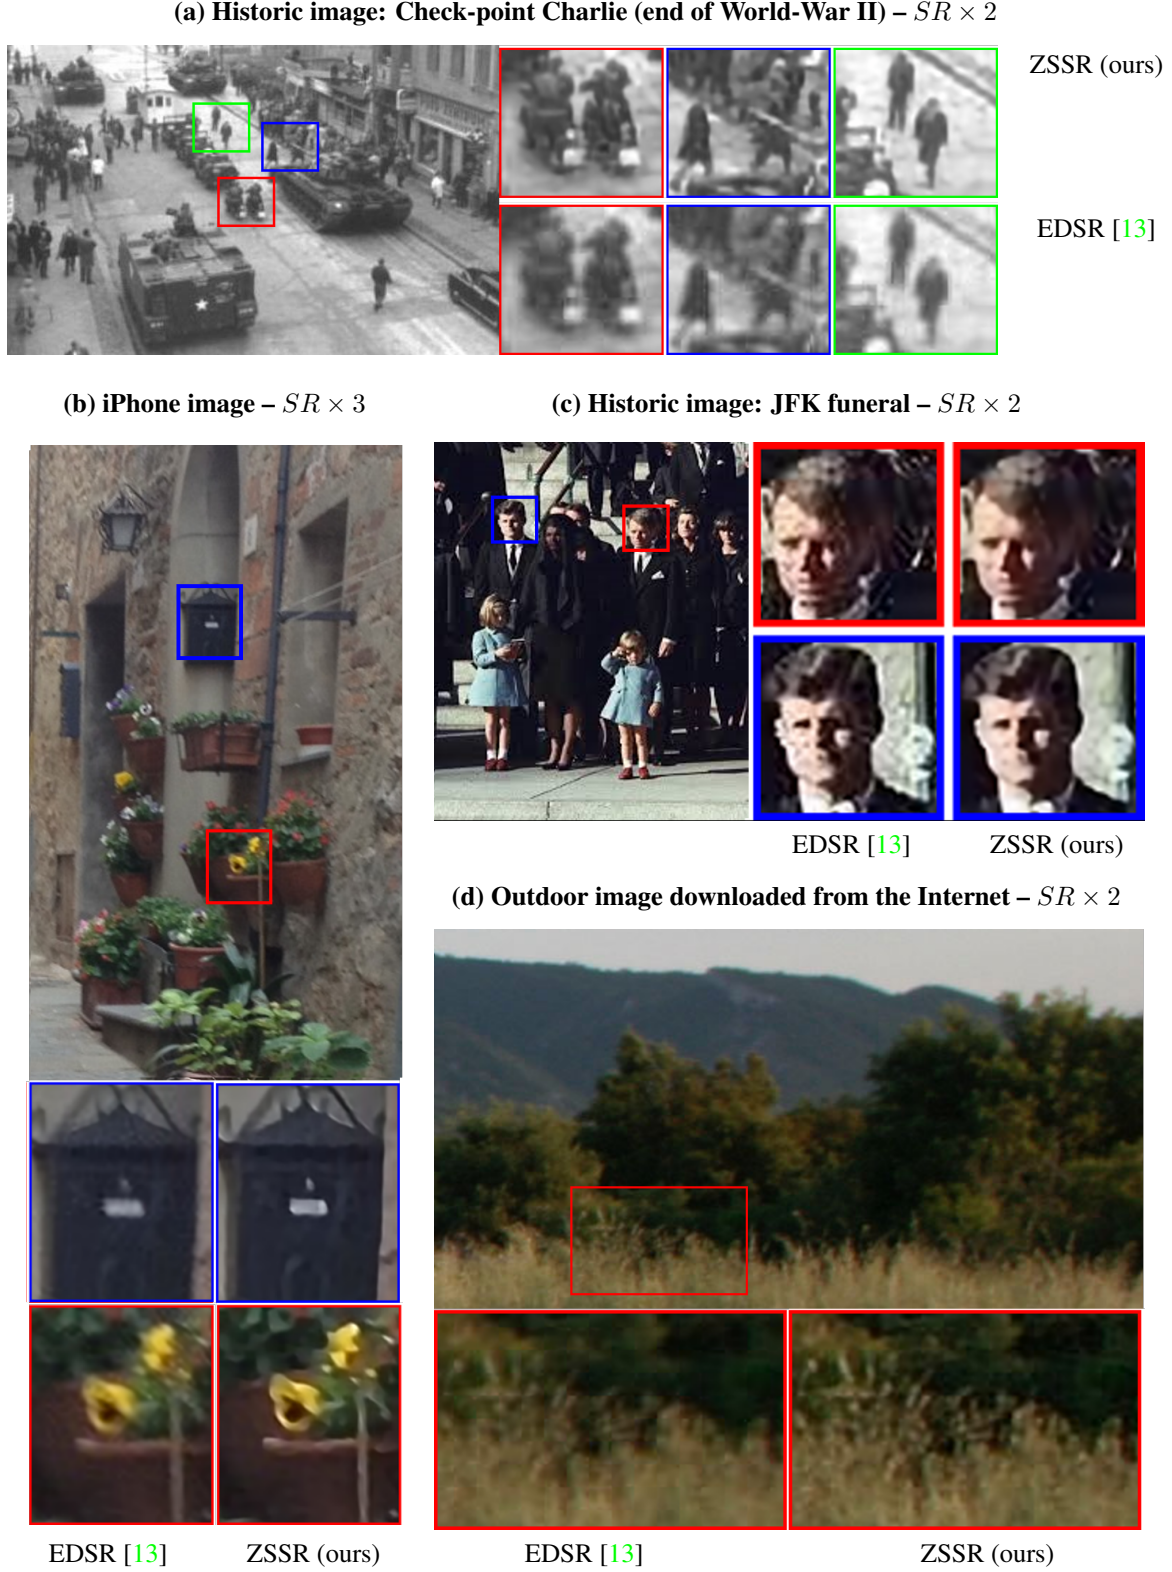 (a) Historic image: Check-point Charlie (end of World-War II) – SR × 2
ZSSR (ours)
EDSR [13]
(b) iPhone image – SR × 3
(c) Historic image: JFK funeral – SR × 2
EDSR [13]
ZSSR (ours)
(d) Outdoor image downloaded from the Internet – SR × 2
EDSR [13]
ZSSR (ours)
EDSR [13]
ZSSR (ours)